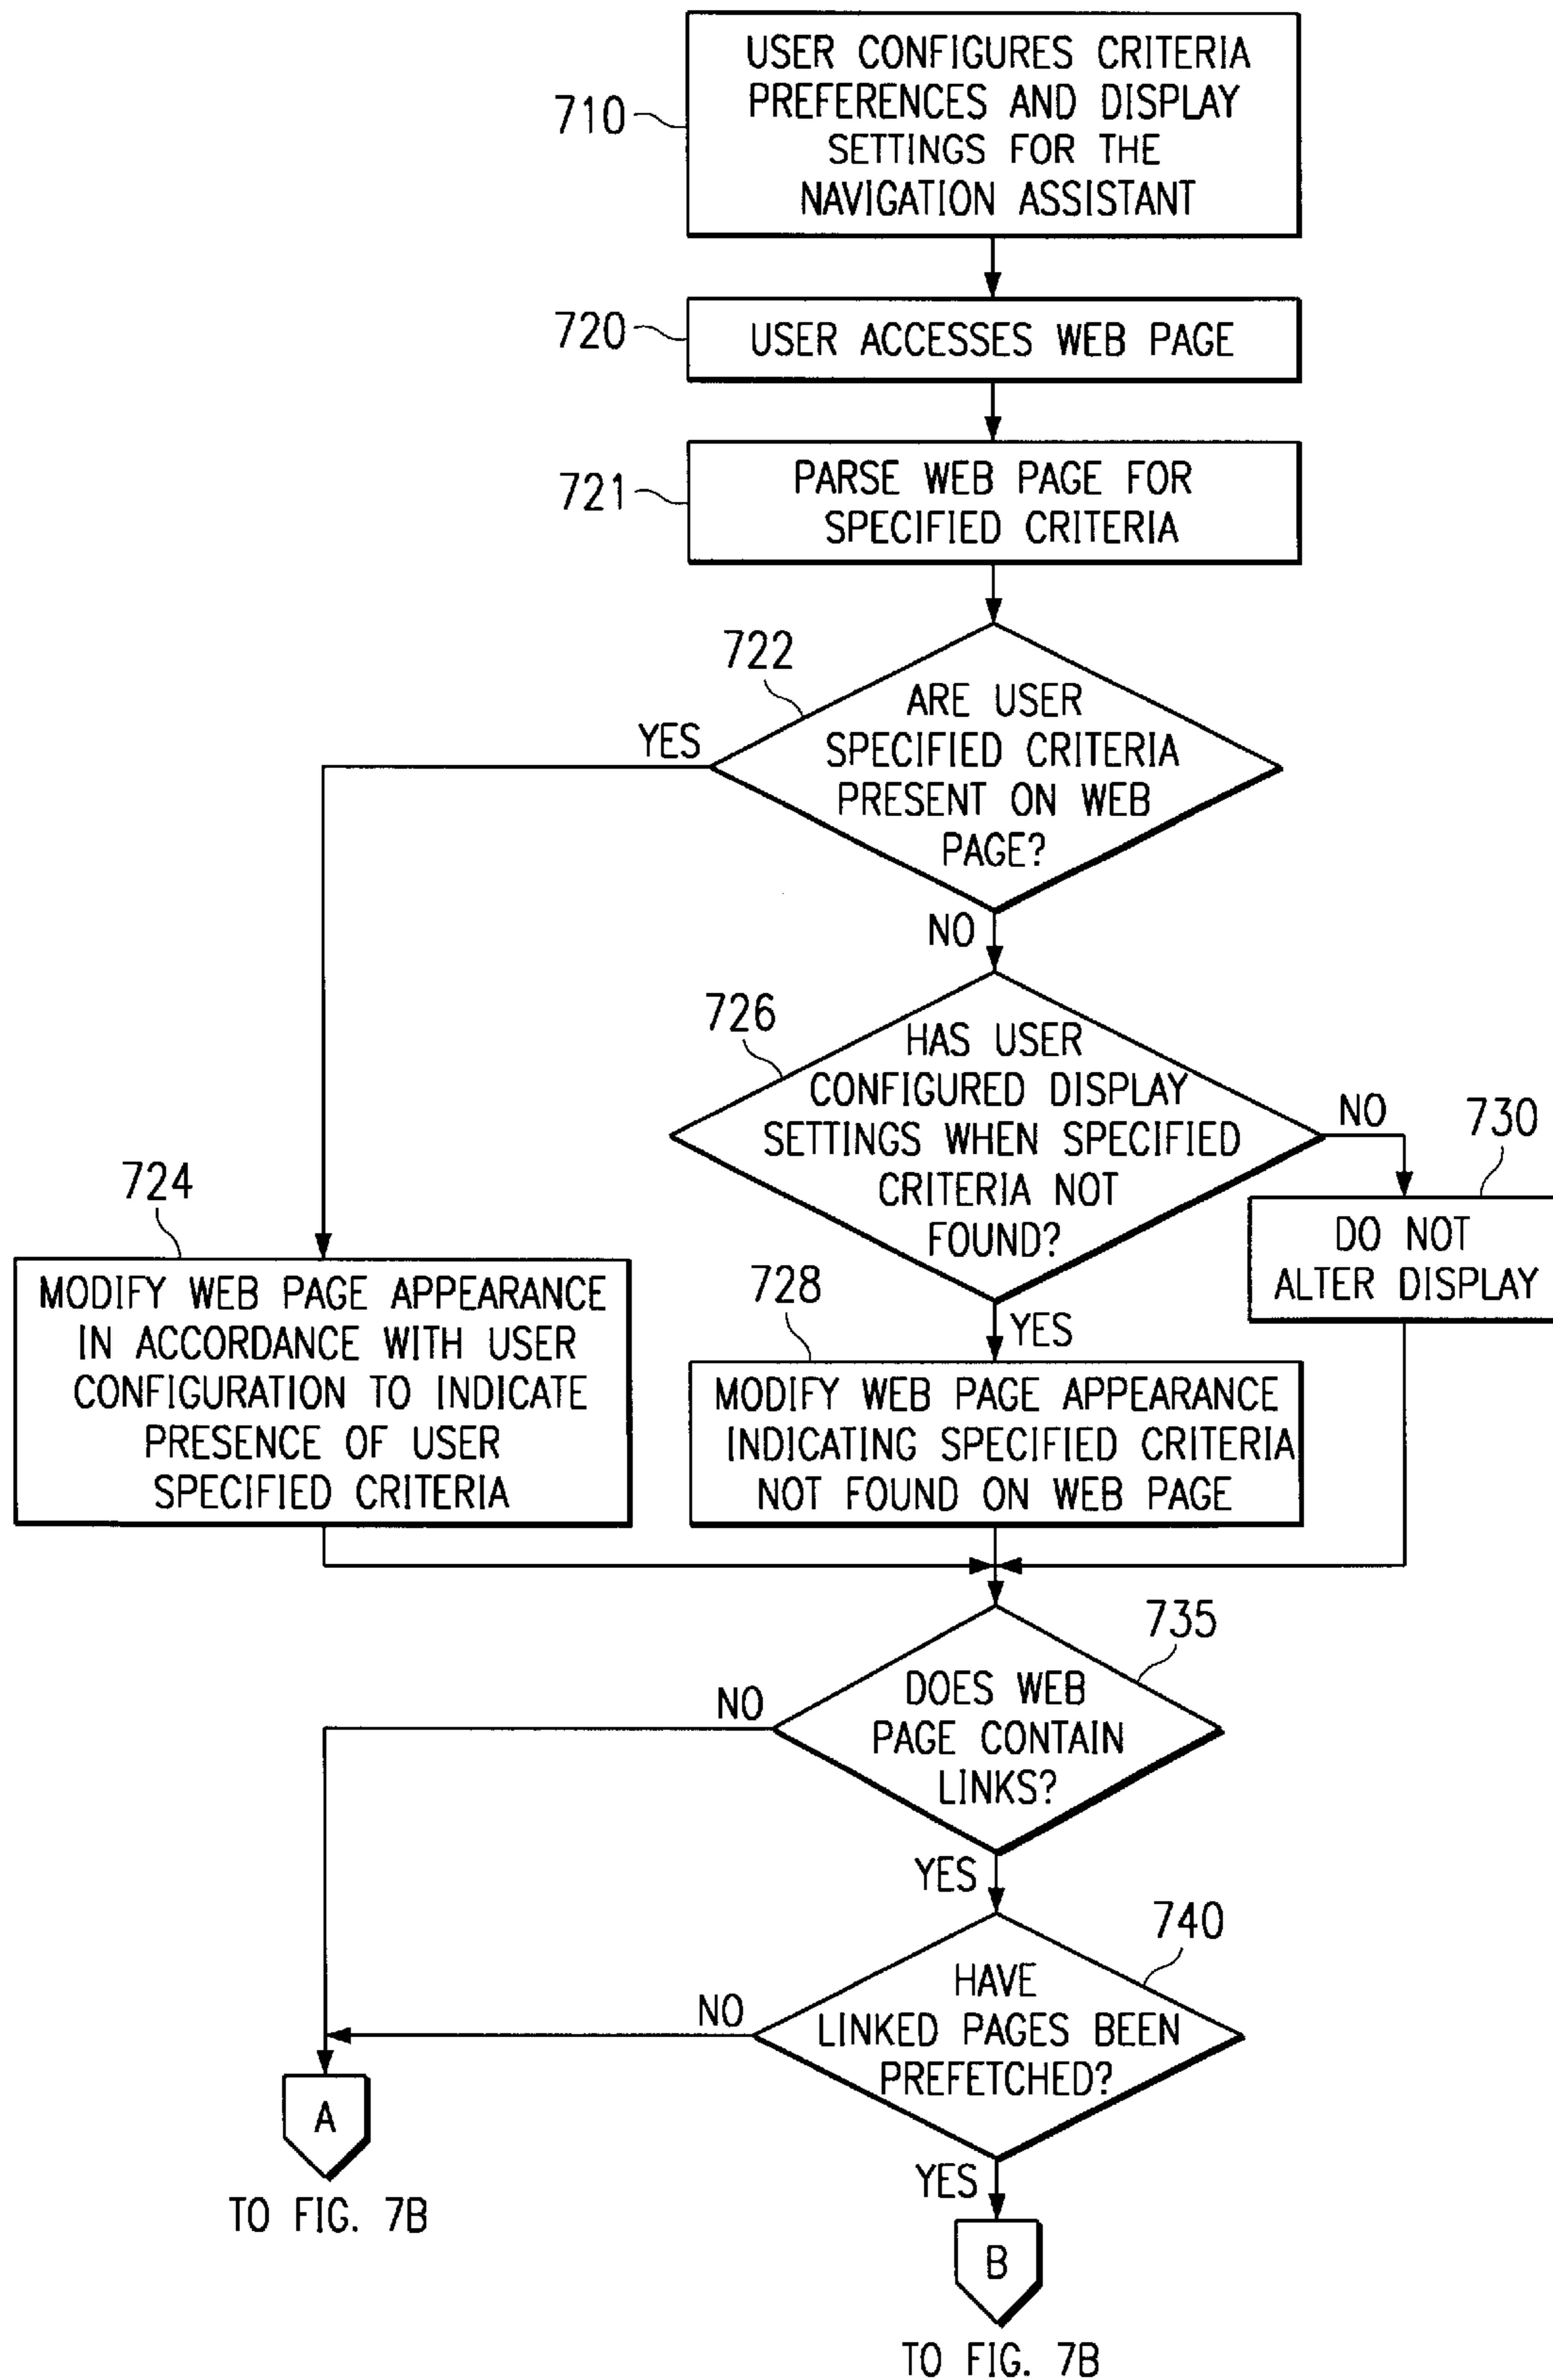 USER CONFIGURES CRITERIA
PREFERENCES AND DISPLAY
SETTINGS FOR THE
NAVIGATION ASSISTANT
710
USER ACCESSES WEB PAGE
720
PARSE WEB PAGE FOR
SPECIFIED CRITERIA
721
722
ARE USER
SPECIFIED CRITERIA
PRESENT ON WEB
PAGE?
YES
NO
726
HAS USER
CONFIGURED DISPLAY
SETTINGS WHEN SPECIFIED
CRITERIA NOT
FOUND?
NO
730
DO NOT
ALTER DISPLAY
724
MODIFY WEB PAGE APPEARANCE
IN ACCORDANCE WITH USER
CONFIGURATION TO INDICATE
PRESENCE OF USER
SPECIFIED CRITERIA
YES
728
MODIFY WEB PAGE APPEARANCE
INDICATING SPECIFIED CRITERIA
NOT FOUND ON WEB PAGE
735
DOES WEB
PAGE CONTAIN
LINKS?
NO
YES
740
HAVE
LINKED PAGES BEEN
PREFETCHED?
NO
A
TO FIG. 7B
YES
B
TO FIG. 7B